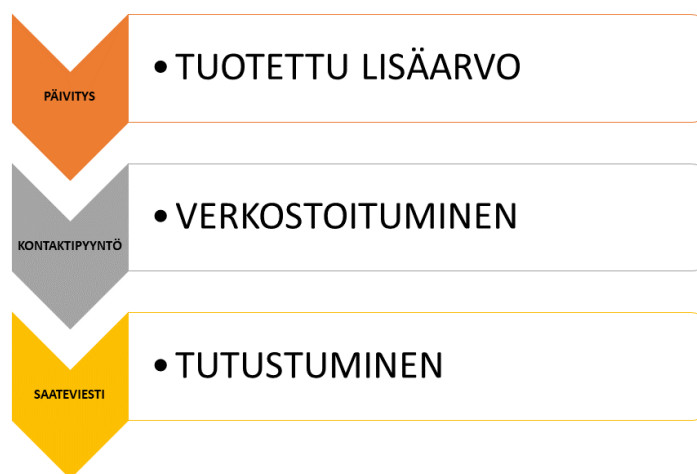 PÄIVITYS
• TUOTETTU LISÄARVO
KONTAKTIPYYNTÖ
• VERKOSTOITUMINEN
SAATEVIESTI
• TUTUSTUMINEN